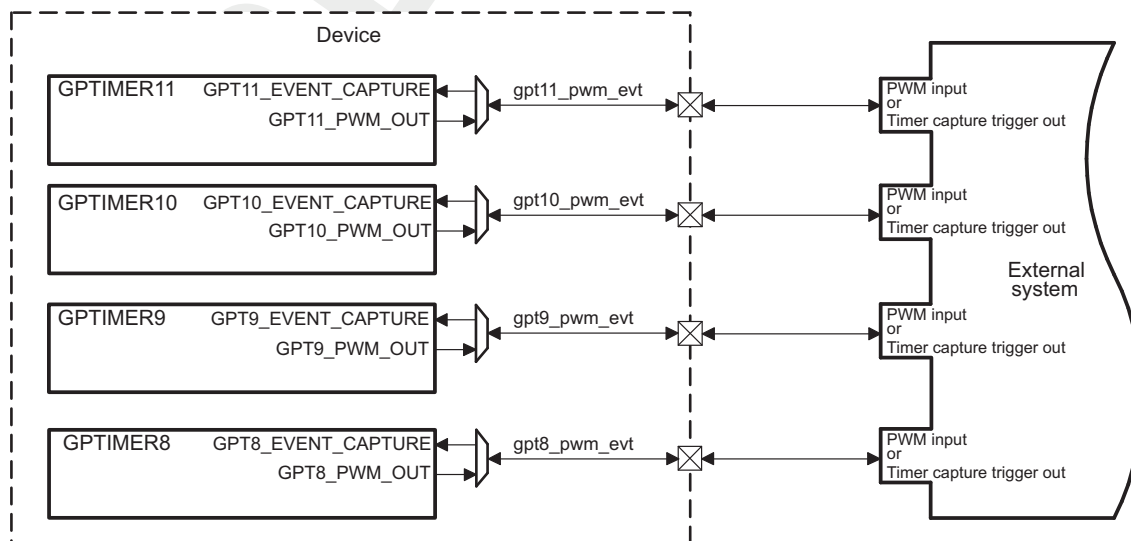 Device
GPTIMER11
GPT11_EVENT_CAPTURE
GPT11_PWM_OUT
gpt11_pwm_evt
PWM input
or
Timer capture trigger out
GPTIMER10
GPT10_EVENT_CAPTURE
GPT10_PWM_OUT
gpt10_pwm_evt
PWM input
or
Timer capture trigger out
External
system
GPTIMER9
GPT9_EVENT_CAPTURE
GPT9_PWM_OUT
gpt9_pwm_evt
PWM input
or
Timer capture trigger out
GPTIMER8
GPT8_EVENT_CAPTURE
GPT8_PWM_OUT
gpt8_pwm_evt
PWM input
or
Timer capture trigger out